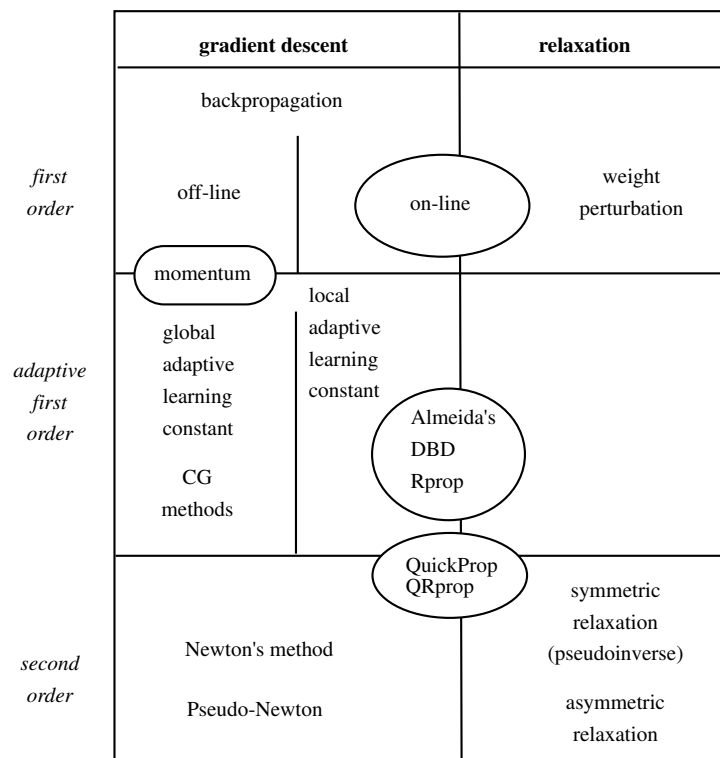 gradient descent
relaxation
backpropagation
first
order
off-line
on-line
weight
perturbation
momentum
adaptive
first
order
global
adaptive
learning
constant
CG
methods
local
adaptive
learning
constant
Almeida's
DBD
Rprop
QuickProp
QRprop
second
order
Newton's method
Pseudo-Newton
symmetric
relaxation
(pseudoinverse)
asymmetric
relaxation